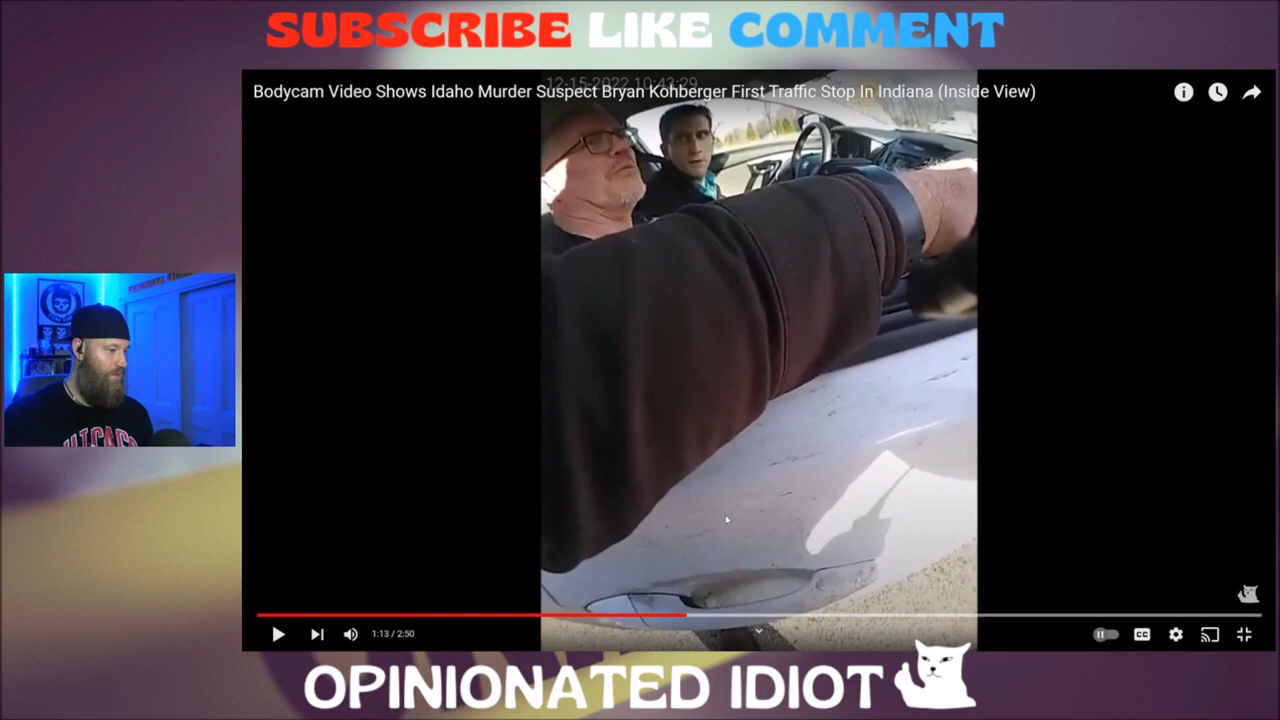 SUBSCRIBE LIKE COMMENT
12-15-2022 10:43:29
Bodycam Video Shows Idaho Murder Suspect Bryan Kohberger First Traffic Stop In Indiana (Inside View)
1:13 / 2:50
CC
OPINIONATED IDIOT